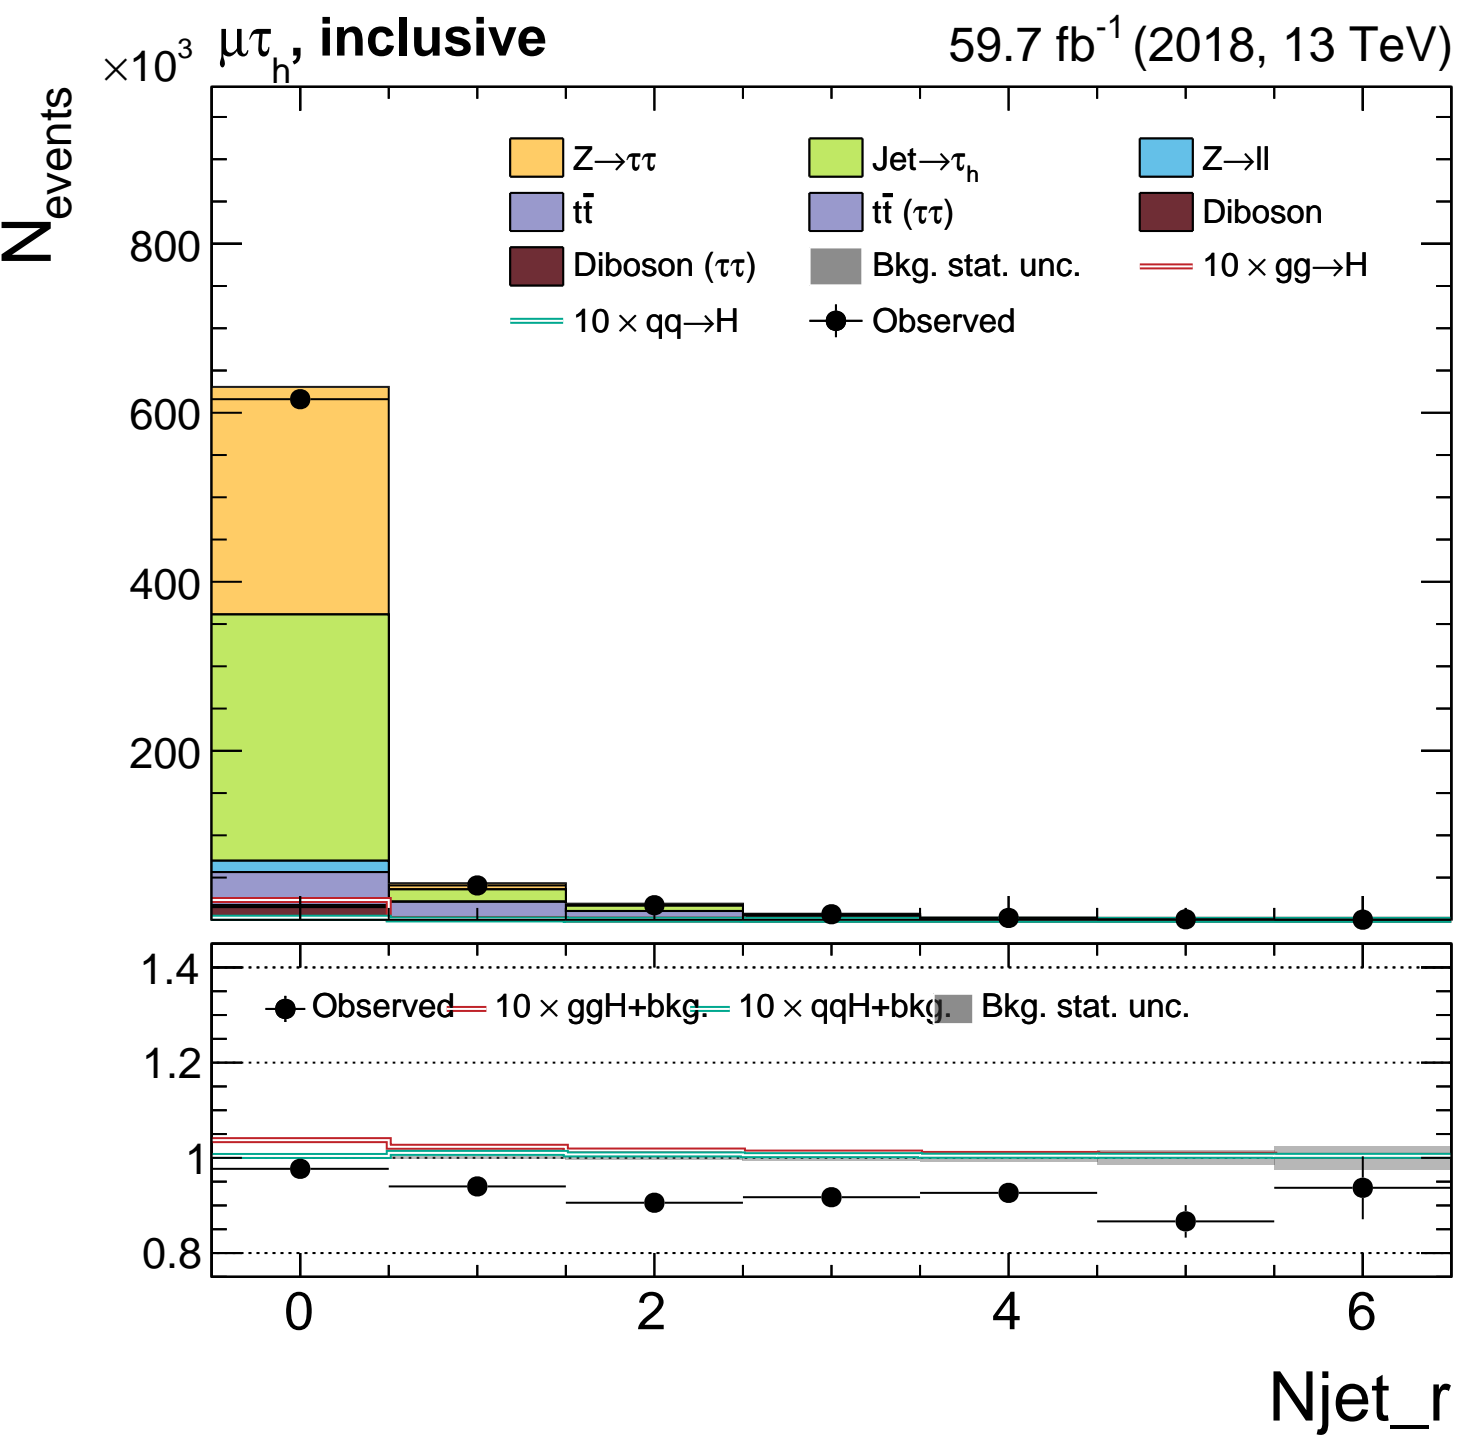 ×10³ μτₕ, inclusive 59.7 fb⁻¹ (2018, 13 TeV)
N_events
Z→ττ Jet→τₕ Z→ll
tt̄ tt̄ (ττ) Diboson
Diboson (ττ) Bkg. stat. unc. 10 × gg→H
10 × qq→H Observed
800
600
400
200
1.4
Observed 10 × ggH+bkg. 10 × qqH+bkg. Bkg. stat. unc.
1.2
1
0.8
0 2 4 6
Njet_r